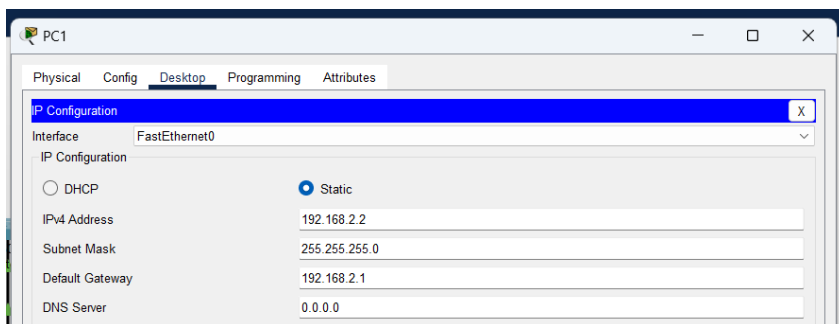 PC1
Physical Config Desktop Programming Attributes
IP Configuration X
Interface FastEthernet0
IP Configuration
DHCP Static
IPv4 Address 192.168.2.2
Subnet Mask 255.255.255.0
Default Gateway 192.168.2.1
DNS Server 0.0.0.0